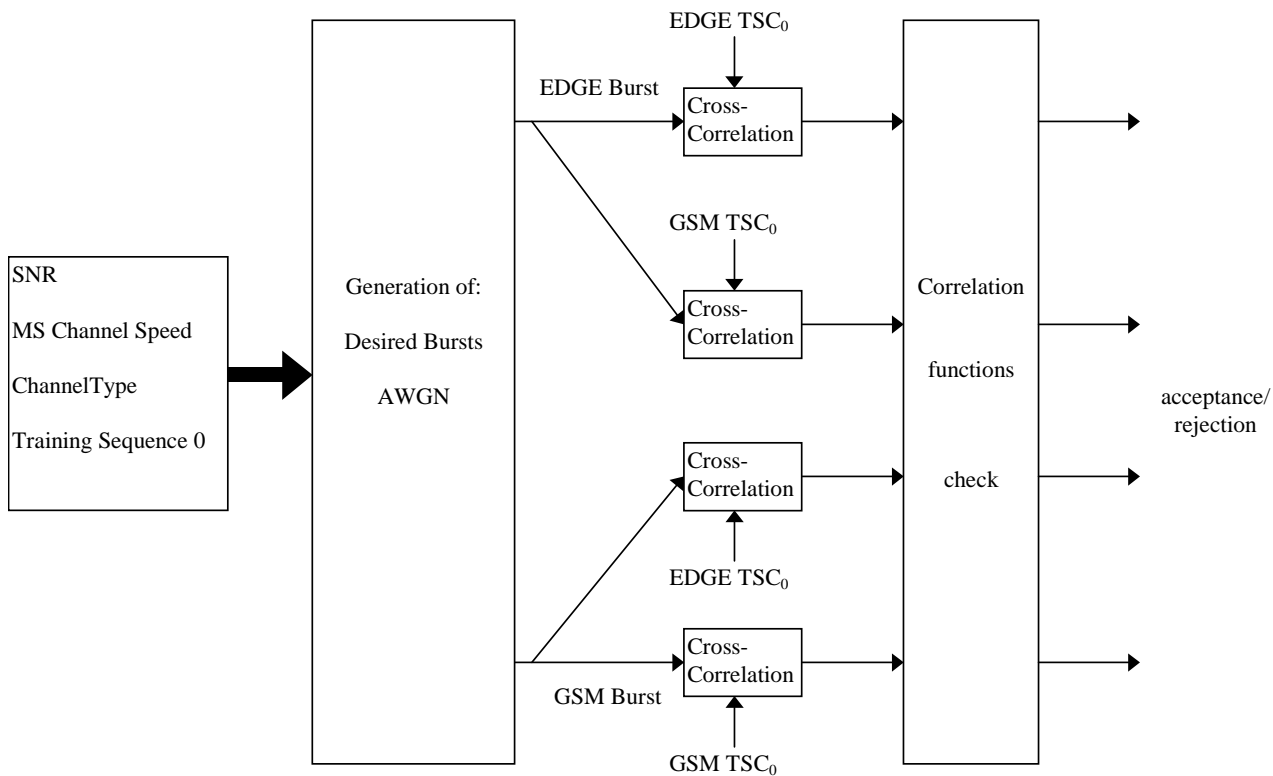 SNR
MS Channel Speed
ChannelType
Training Sequence 0
Generation of:
Desired Bursts
AWGN
EDGE Burst
GSM Burst
EDGE TSC₀
Cross-
Correlation
GSM TSC₀
Cross-
Correlation
Cross-
Correlation
EDGE TSC₀
Cross-
Correlation
GSM TSC₀
Correlation
functions
check
acceptance/
rejection